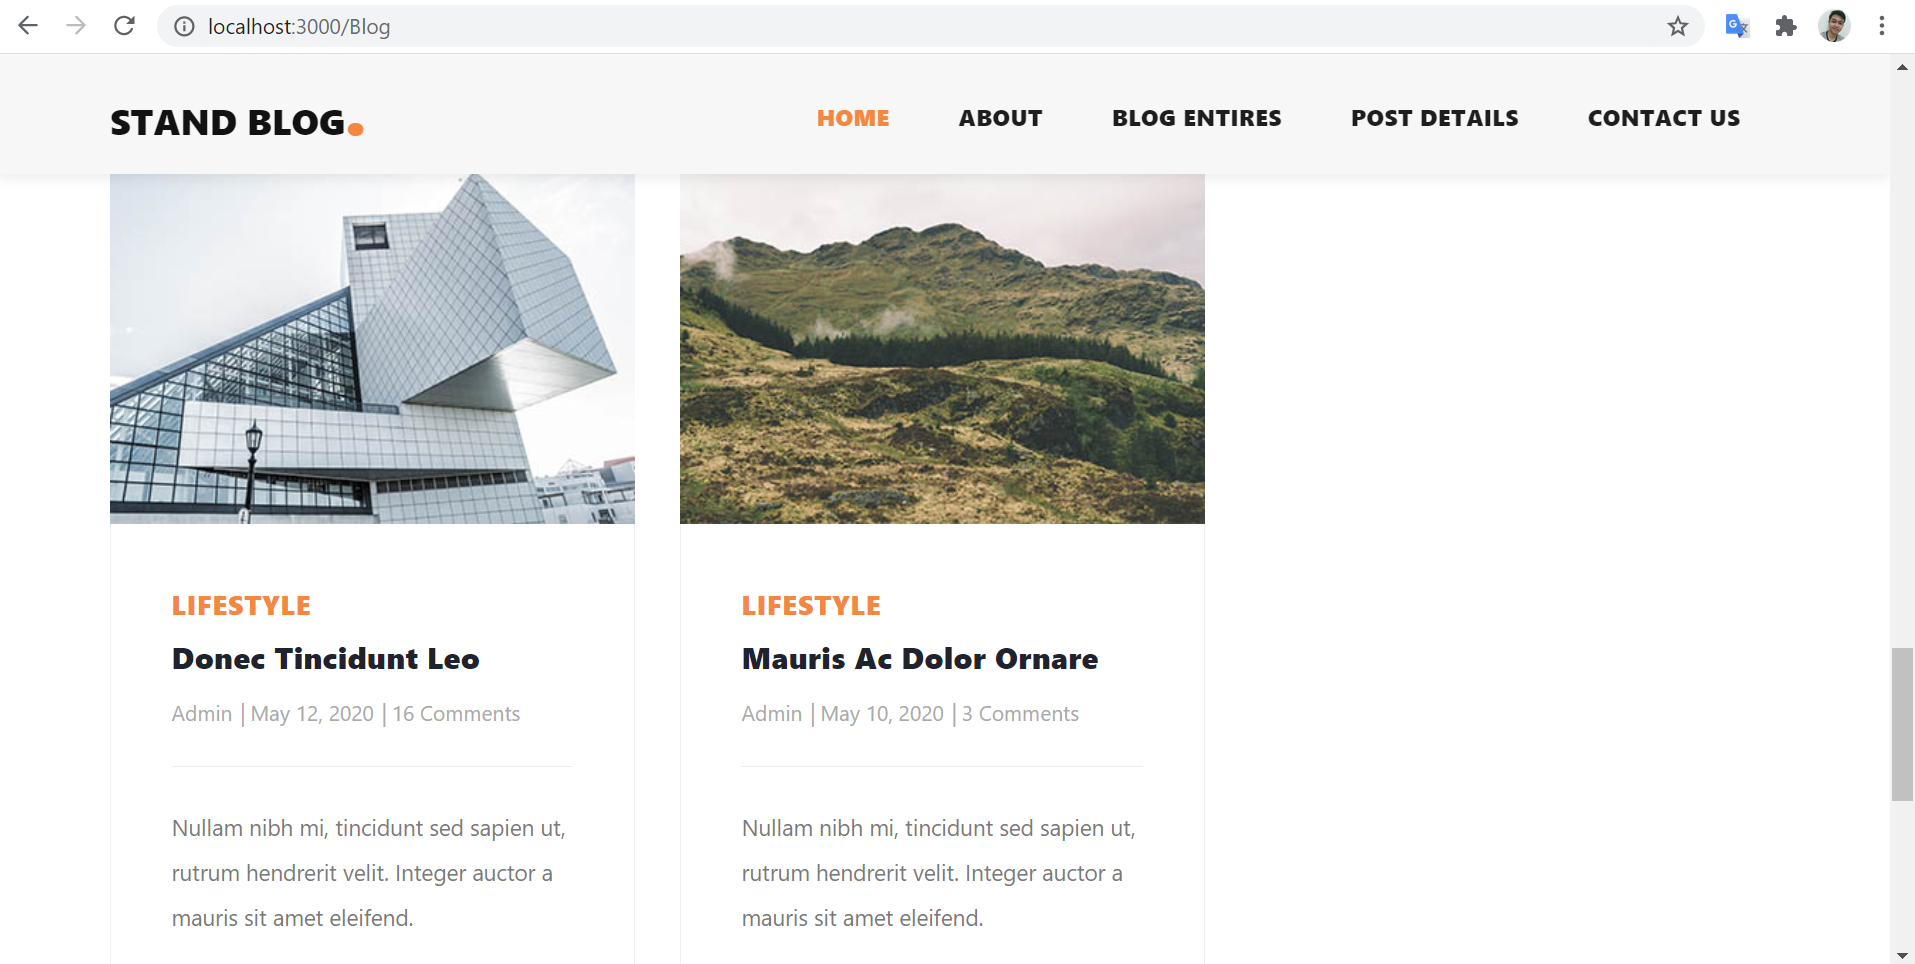 localhost:3000/Blog
STAND BLOG.
HOME ABOUT BLOG ENTIRES POST DETAILS CONTACT US
LIFESTYLE
Donec Tincidunt Leo
Admin | May 12, 2020 | 16 Comments
Nullam nibh mi, tincidunt sed sapien ut,
rutrum hendrerit velit. Integer auctor a
mauris sit amet eleifend.
LIFESTYLE
Mauris Ac Dolor Ornare
Admin | May 10, 2020 | 3 Comments
Nullam nibh mi, tincidunt sed sapien ut,
rutrum hendrerit velit. Integer auctor a
mauris sit amet eleifend.